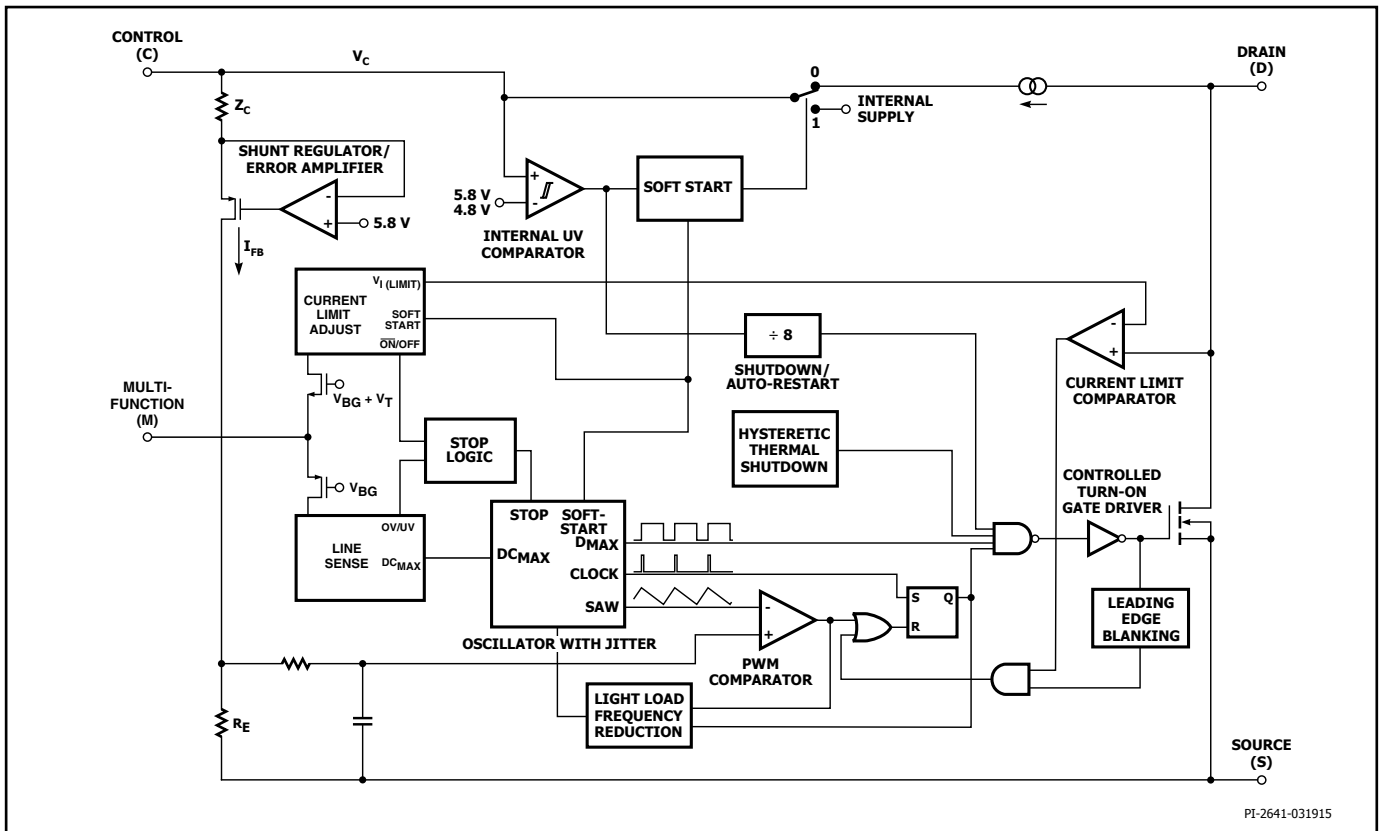 CONTROL
(C)
V_C
DRAIN
(D)
0
1
INTERNAL
SUPPLY
Z_C
SHUNT REGULATOR/
ERROR AMPLIFIER
-
+
5.8 V
I_FB
+
-
5.8 V
4.8 V
INTERNAL UV
COMPARATOR
SOFT START
V_I (LIMIT)
CURRENT
LIMIT
ADJUST
SOFT
START
ON/OFF
÷ 8
SHUTDOWN/
AUTO-RESTART
-
+
CURRENT LIMIT
COMPARATOR
MULTI-
FUNCTION
(M)
V_BG + V_T
STOP
LOGIC
HYSTERETIC
THERMAL
SHUTDOWN
CONTROLLED
TURN-ON
GATE DRIVER
V_BG
OV/UV
LINE
SENSE
DC_MAX
STOP
SOFT-
START
D_MAX
DC_MAX
CLOCK
SAW
OSCILLATOR WITH JITTER
-
+
PWM
COMPARATOR
S
Q
R
LEADING
EDGE
BLANKING
LIGHT LOAD
FREQUENCY
REDUCTION
R_E
SOURCE
(S)
PI-2641-031915